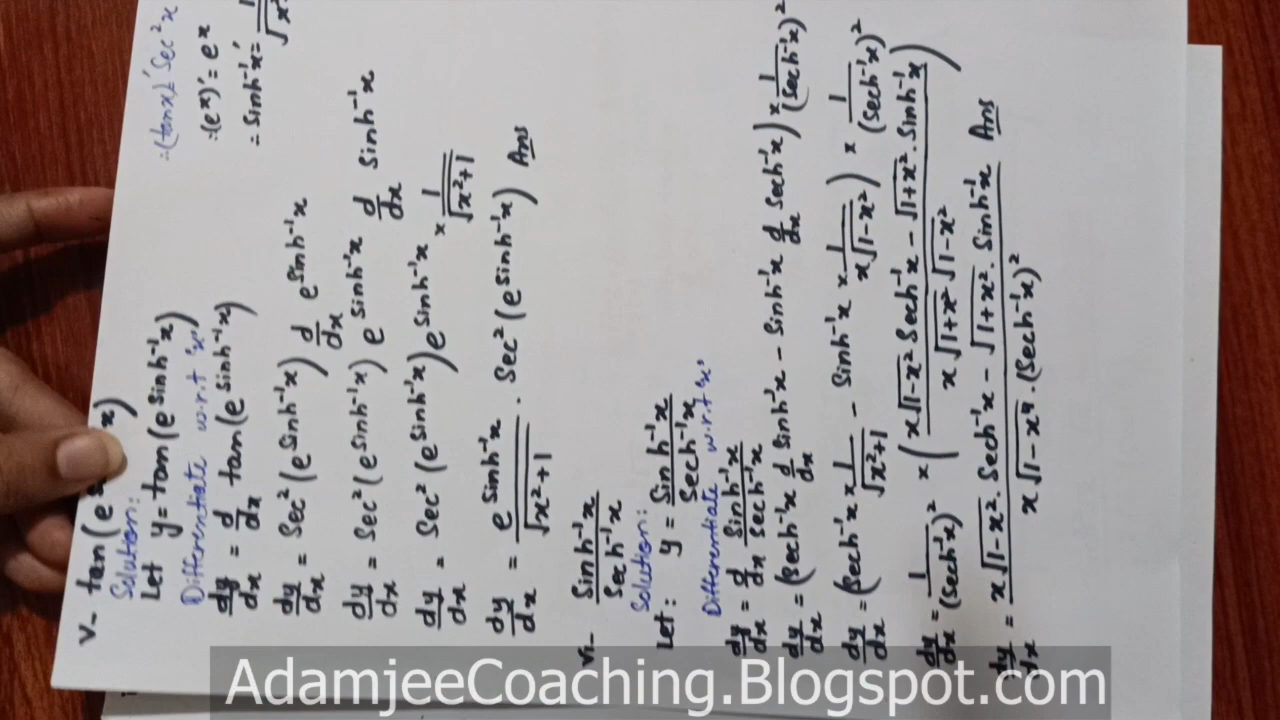 v- tan(e x)
Solution:
Let y = tan(e^sinh⁻¹x)
Differentiate w.r.t 'x'
dy/dx = d/dx tan(e^sinh⁻¹x) ∴(tanx)' = Sec²x
dy/dx = Sec²(e^sinh⁻¹x) d/dx e^sinh⁻¹x ∴(e^x)' = e^x
dy/dx = Sec²(e^sinh⁻¹x) e^sinh⁻¹x d/dx Sinh⁻¹x = Sinh⁻¹x' = 1/√x²
dy/dx = Sec²(e^sinh⁻¹x) e^sinh⁻¹x × 1/√x²+1
dy/dx = e^sinh⁻¹x/√x²+1 . Sec²(e^sinh⁻¹x) Ans
vi- Sinh⁻¹x/Sech⁻¹x
Solution:
Let: y = Sinh⁻¹x/Sech⁻¹x
Differentiate w.r.t 'x'
dy/dx = d/dx Sinh⁻¹x/Sech⁻¹x
dy/dx = (Sech⁻¹x d/dx Sinh⁻¹x - Sinh⁻¹x d/dx Sech⁻¹x) × 1/(Sech⁻¹x)²
dy/dx = (Sech⁻¹x × 1/√x²+1 - Sinh⁻¹x × 1/x√1-x²) × 1/(Sech⁻¹x)²
dy/dx = 1/(Sech⁻¹x)² × (x√1-x² Sech⁻¹x - √1+x² . Sinh⁻¹x/x√1+x² √1-x²)
dy/dx = x√1-x² . Sech⁻¹x - √1+x² . Sinh⁻¹x/x√1-x⁴ . (Sech⁻¹x)² Ans
AdamjeeCoaching.Blogspot.com